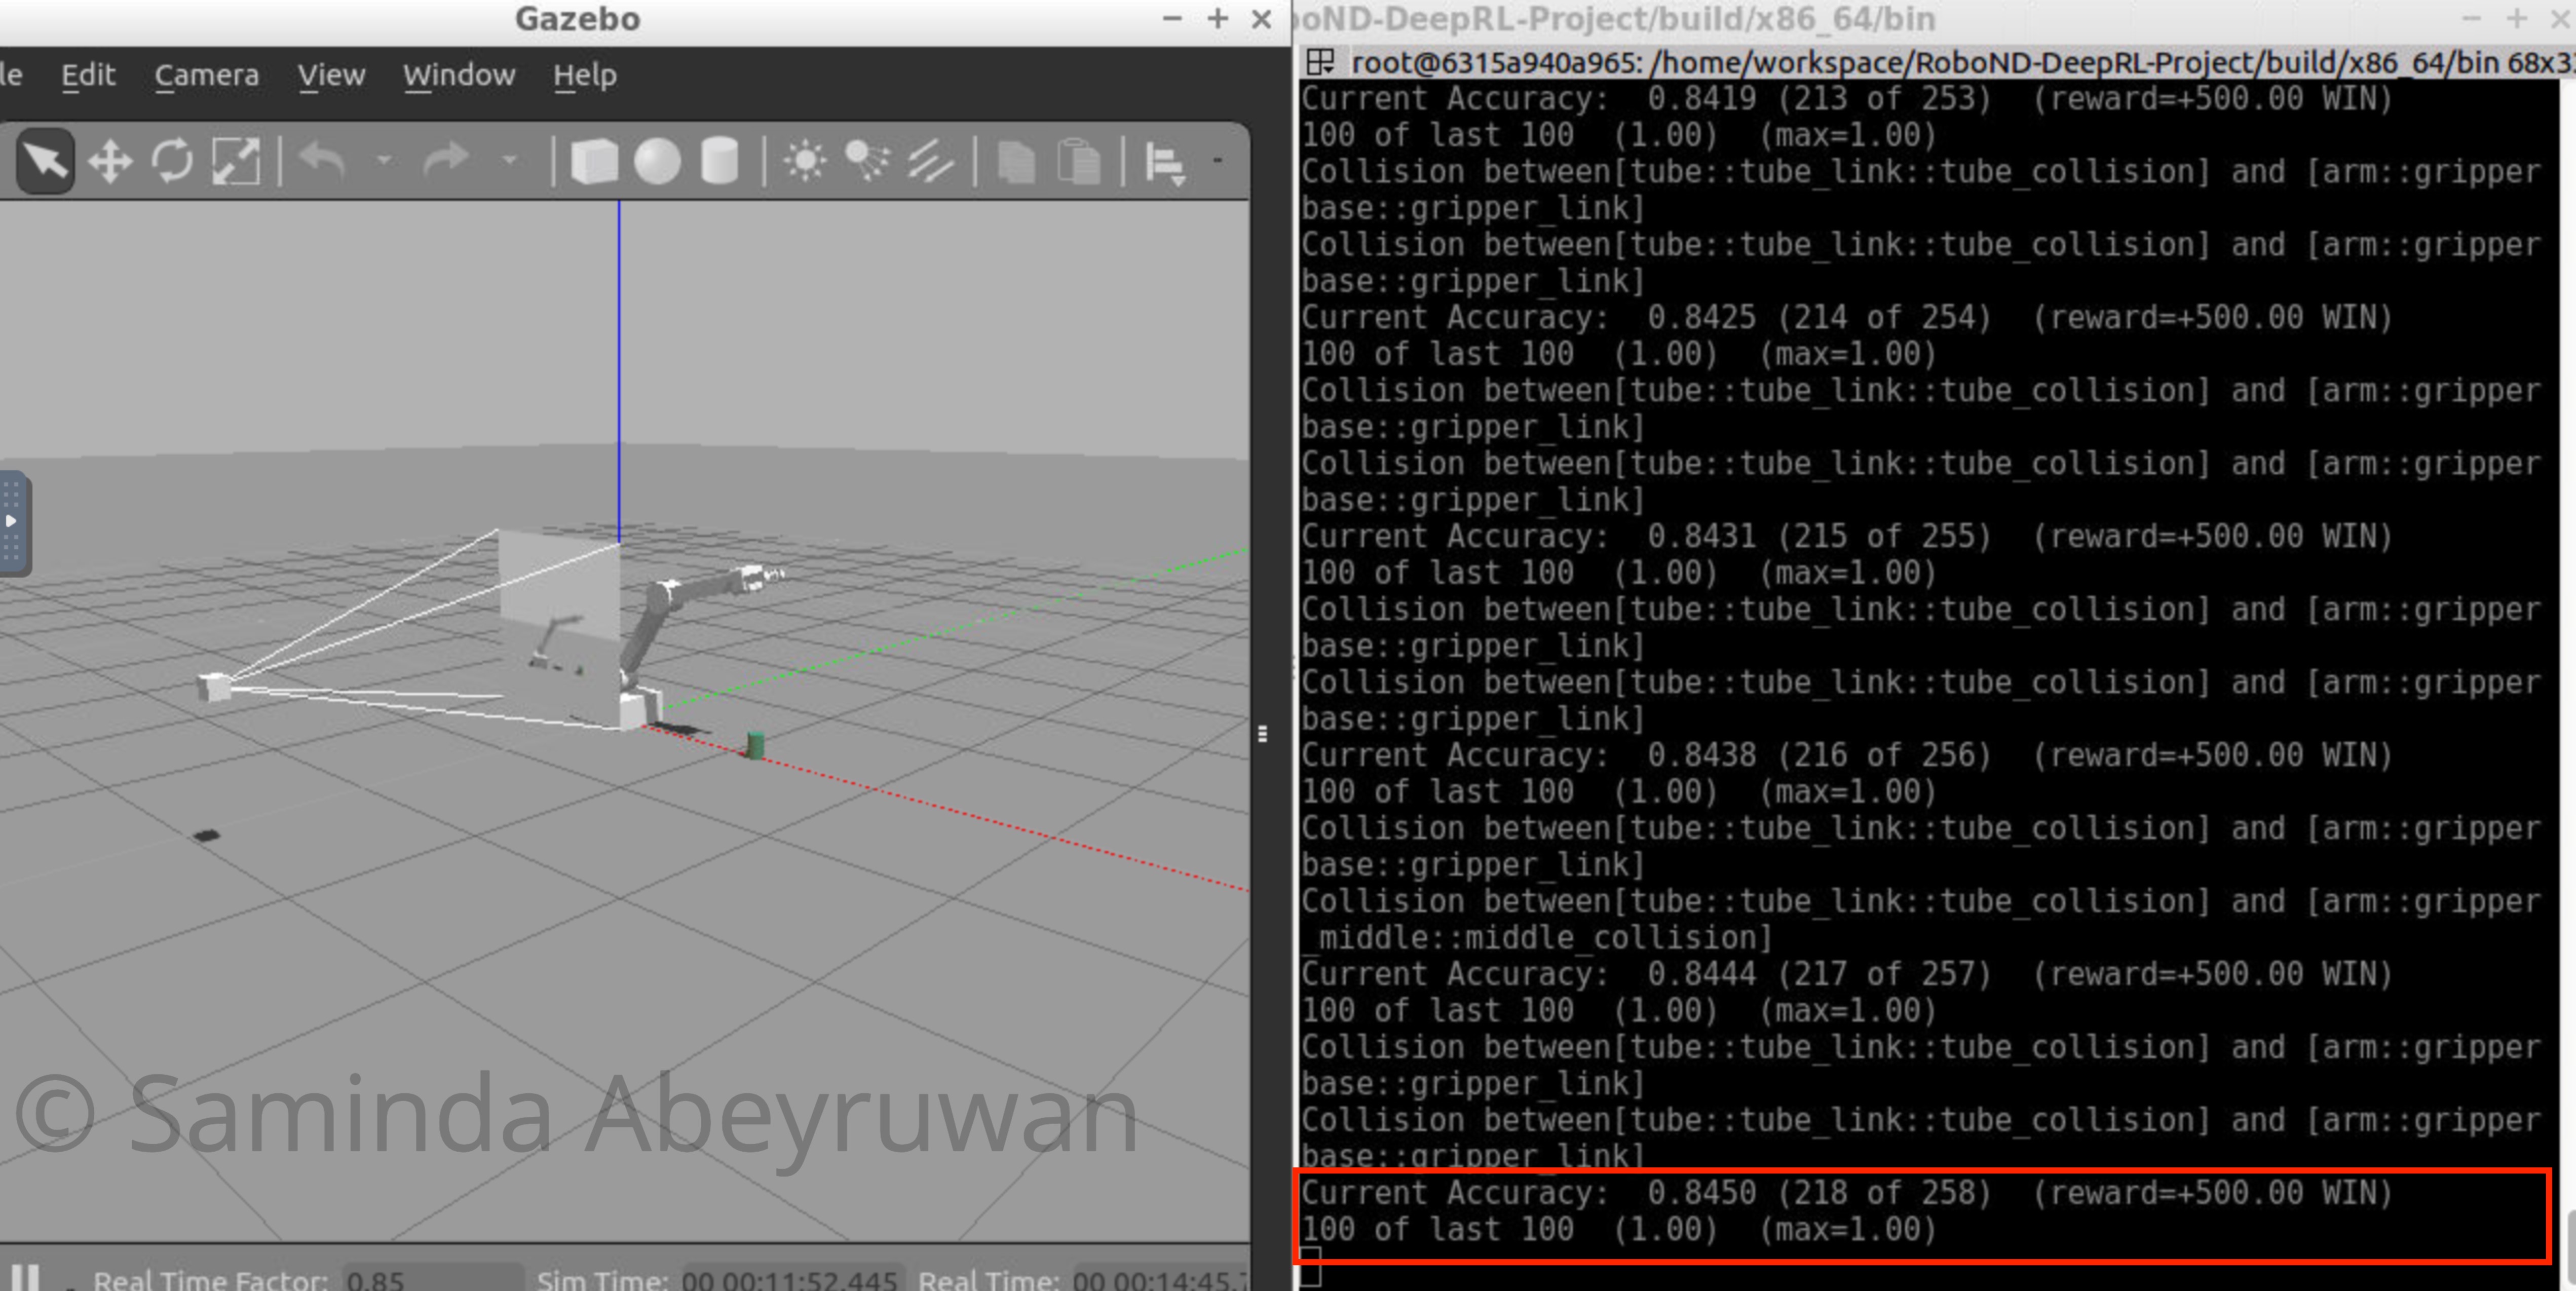 Gazebo
le Edit Camera View Window Help
© Saminda Abeyruwan
Real Time Factor: 0.85 Sim Time: 00 00:11:52.445 Real Time: 00 00:14:45.7
oND-DeepRL-Project/build/x86_64/bin
root@6315a940a965: /home/workspace/RoboND-DeepRL-Project/build/x86_64/bin 68x3
Current Accuracy: 0.8419 (213 of 253) (reward=+500.00 WIN)
100 of last 100 (1.00) (max=1.00)
Collision between[tube::tube_link::tube_collision] and [arm::gripper
base::gripper_link]
Collision between[tube::tube_link::tube_collision] and [arm::gripper
base::gripper_link]
Current Accuracy: 0.8425 (214 of 254) (reward=+500.00 WIN)
100 of last 100 (1.00) (max=1.00)
Collision between[tube::tube_link::tube_collision] and [arm::gripper
base::gripper_link]
Collision between[tube::tube_link::tube_collision] and [arm::gripper
base::gripper_link]
Current Accuracy: 0.8431 (215 of 255) (reward=+500.00 WIN)
100 of last 100 (1.00) (max=1.00)
Collision between[tube::tube_link::tube_collision] and [arm::gripper
base::gripper_link]
Collision between[tube::tube_link::tube_collision] and [arm::gripper
base::gripper_link]
Current Accuracy: 0.8438 (216 of 256) (reward=+500.00 WIN)
100 of last 100 (1.00) (max=1.00)
Collision between[tube::tube_link::tube_collision] and [arm::gripper
base::gripper_link]
Collision between[tube::tube_link::tube_collision] and [arm::gripper
_middle::middle_collision]
Current Accuracy: 0.8444 (217 of 257) (reward=+500.00 WIN)
100 of last 100 (1.00) (max=1.00)
Collision between[tube::tube_link::tube_collision] and [arm::gripper
base::gripper_link]
Collision between[tube::tube_link::tube_collision] and [arm::gripper
base::gripper_link]
Current Accuracy: 0.8450 (218 of 258) (reward=+500.00 WIN)
100 of last 100 (1.00) (max=1.00)